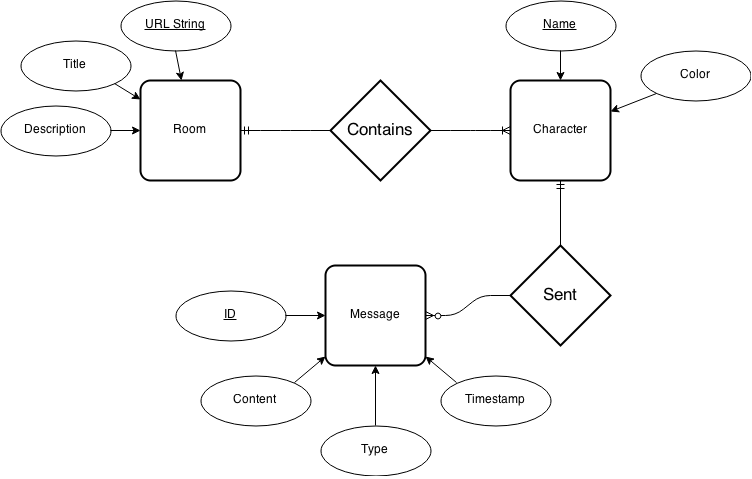 URL String
Name
Title
Color
Description
Room
Contains
Character
Sent
ID
Message
Content
Timestamp
Type